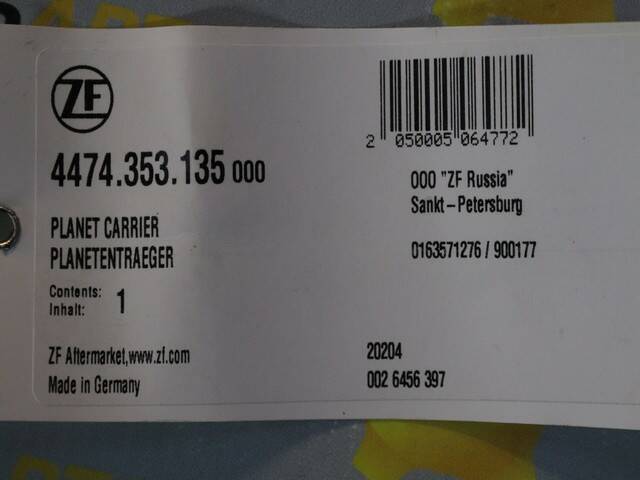 ZF
4474.353.135 000
PLANET CARRIER
PLANETENTRAEGER
Contents:
Inhalt: 1
ZF Aftermarket,www.zf.com
Made in Germany
2 050005 064772
OOO "ZF Russia"
Sankt-Petersburg
0163571276 / 900177
20204
002 6456 397